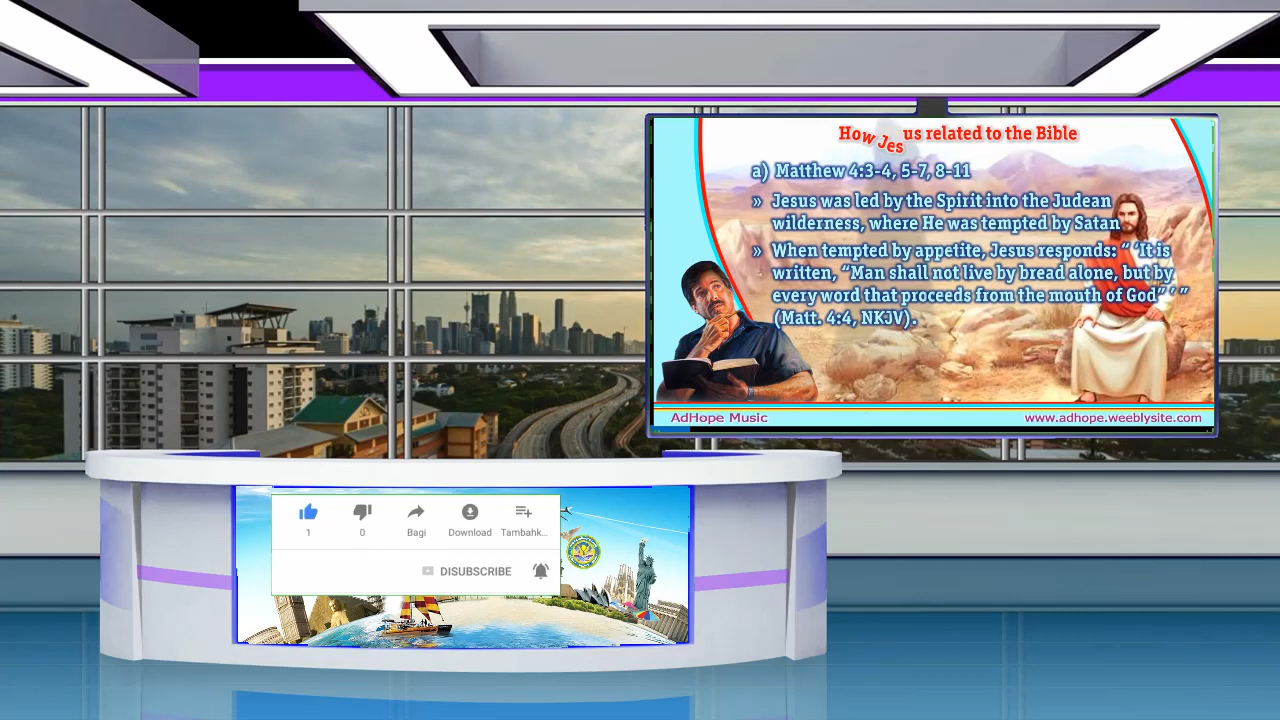 How Jesus related to the Bible
a) Matthew 4:3-4, 5-7, 8-11
» Jesus was led by the Spirit into the Judean
wilderness, where He was tempted by Satan
» When tempted by appetite, Jesus responds: “ ‘It is
written, “Man shall not live by bread alone, but by
every word that proceeds from the mouth of God” ’ ”
(Matt. 4:4, NKJV).
AdHope Music
www.adhope.weeblysite.com
1
0
Bagi
Download
Tambahk...
DISUBSCRIBE